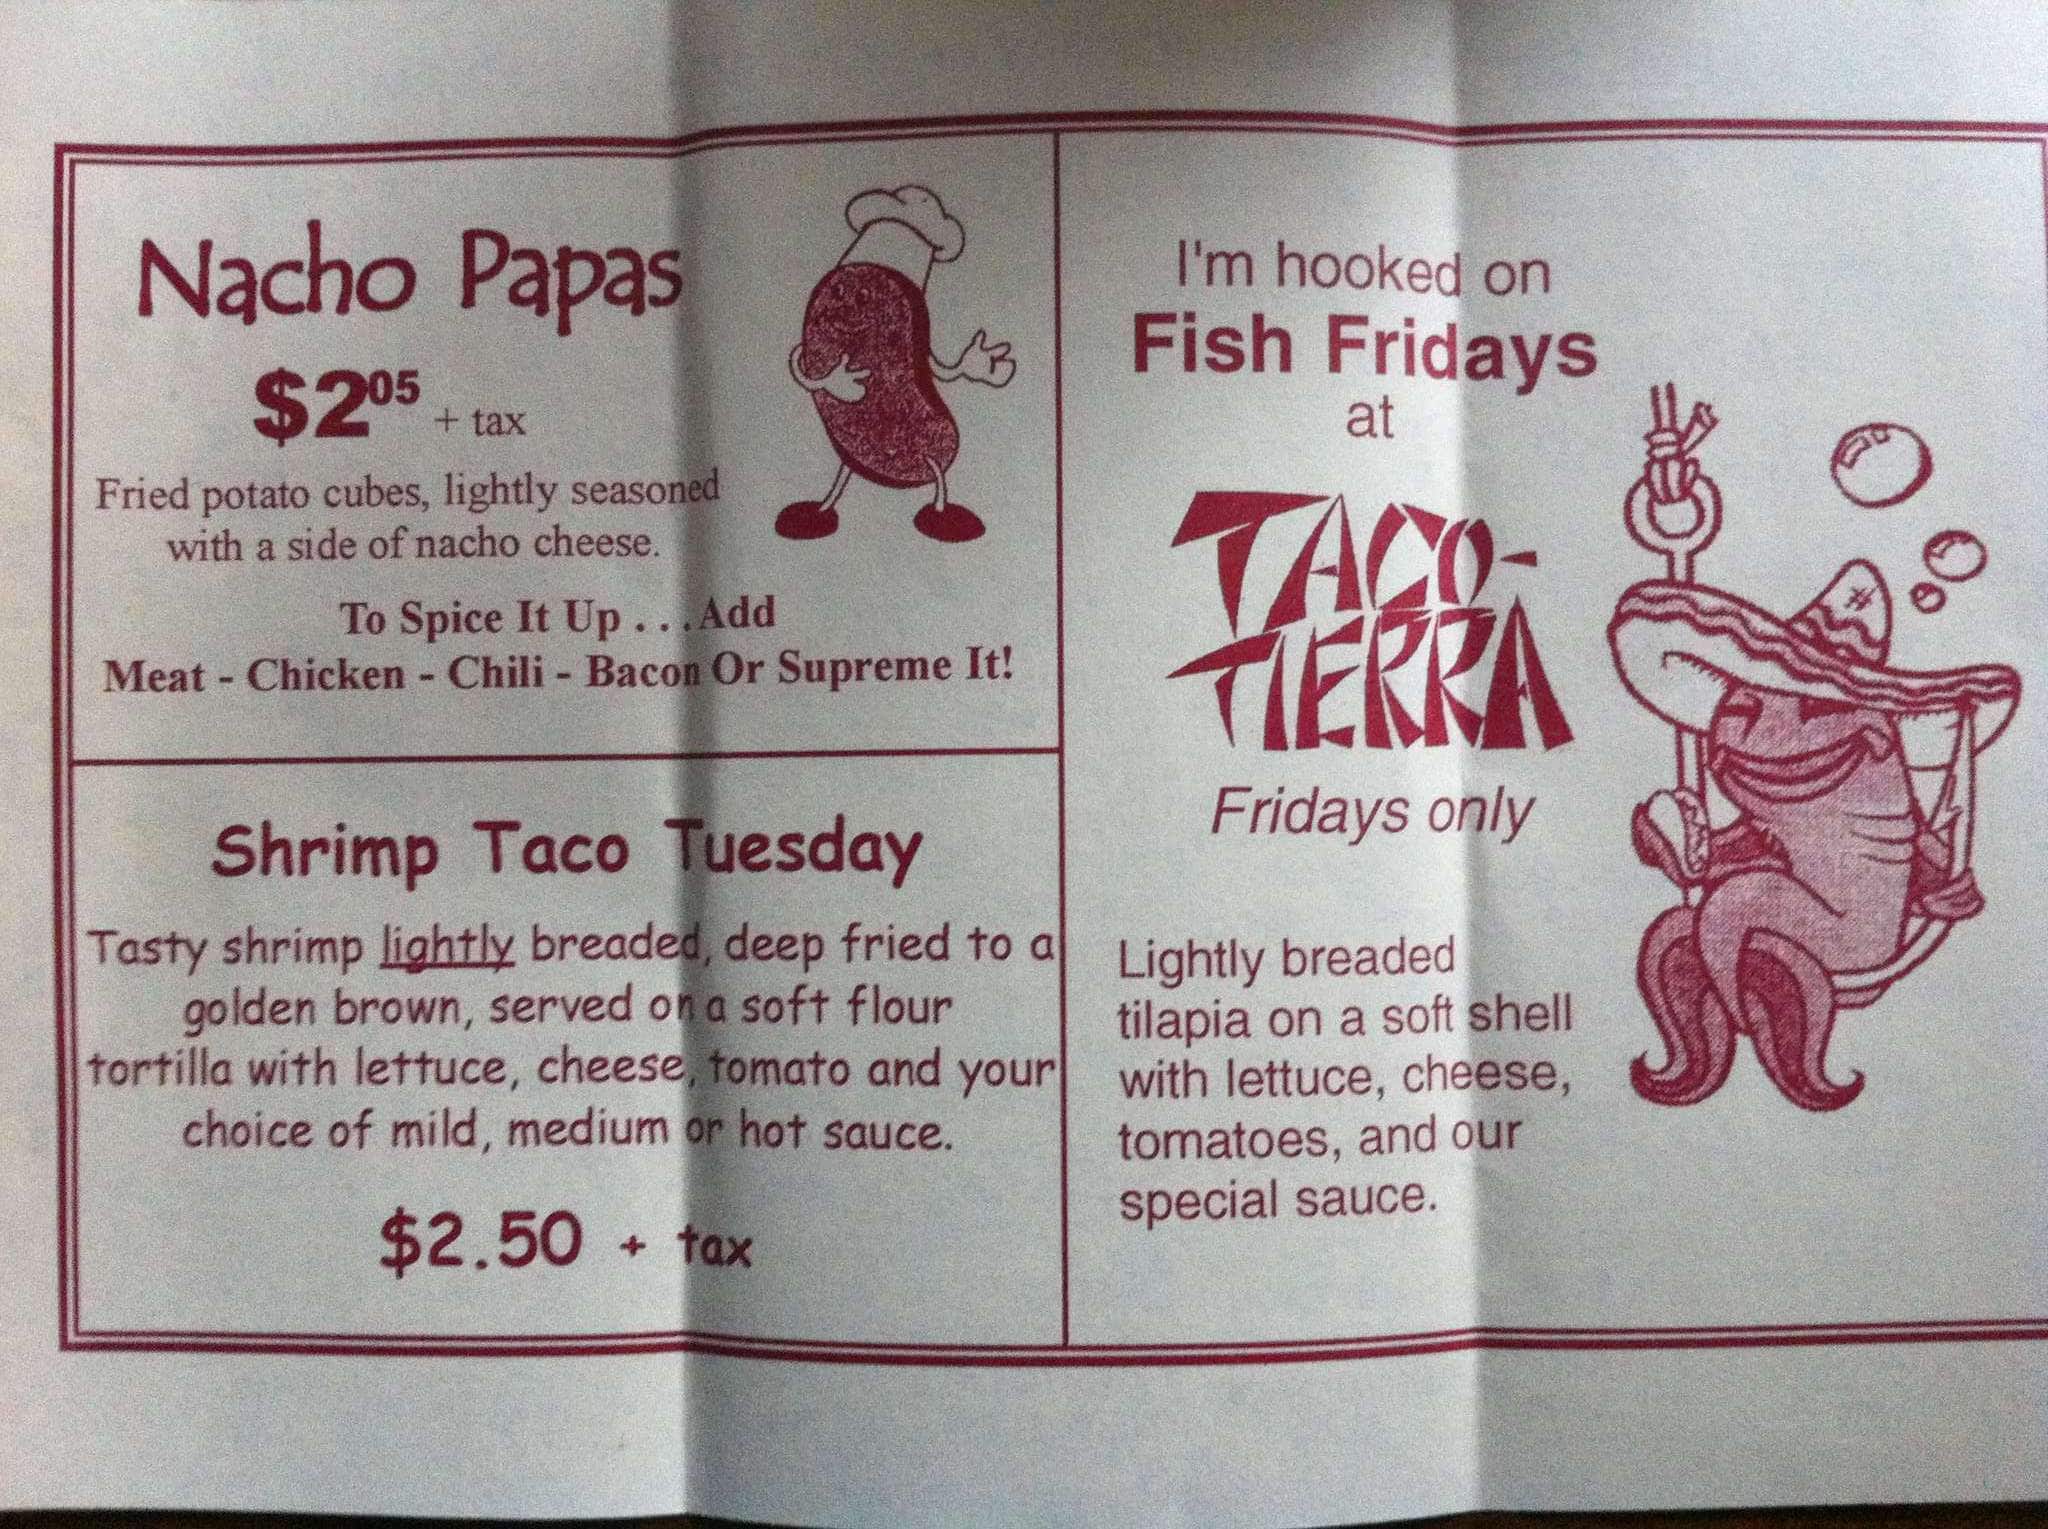 Nacho Papas
$2.05 + tax
Fried potato cubes, lightly seasoned
with a side of nacho cheese.
To Spice It Up . . . Add
Meat - Chicken - Chili - Bacon Or Supreme It!
Shrimp Taco Tuesday
Tasty shrimp lightly breaded, deep fried to a
golden brown, served on a soft flour
tortilla with lettuce, cheese, tomato and your
choice of mild, medium or hot sauce.
$2.50 + tax
I'm hooked on
Fish Fridays
at
TACO-
TIERRA
Fridays only
Lightly breaded
tilapia on a soft shell
with lettuce, cheese,
tomatoes, and our
special sauce.